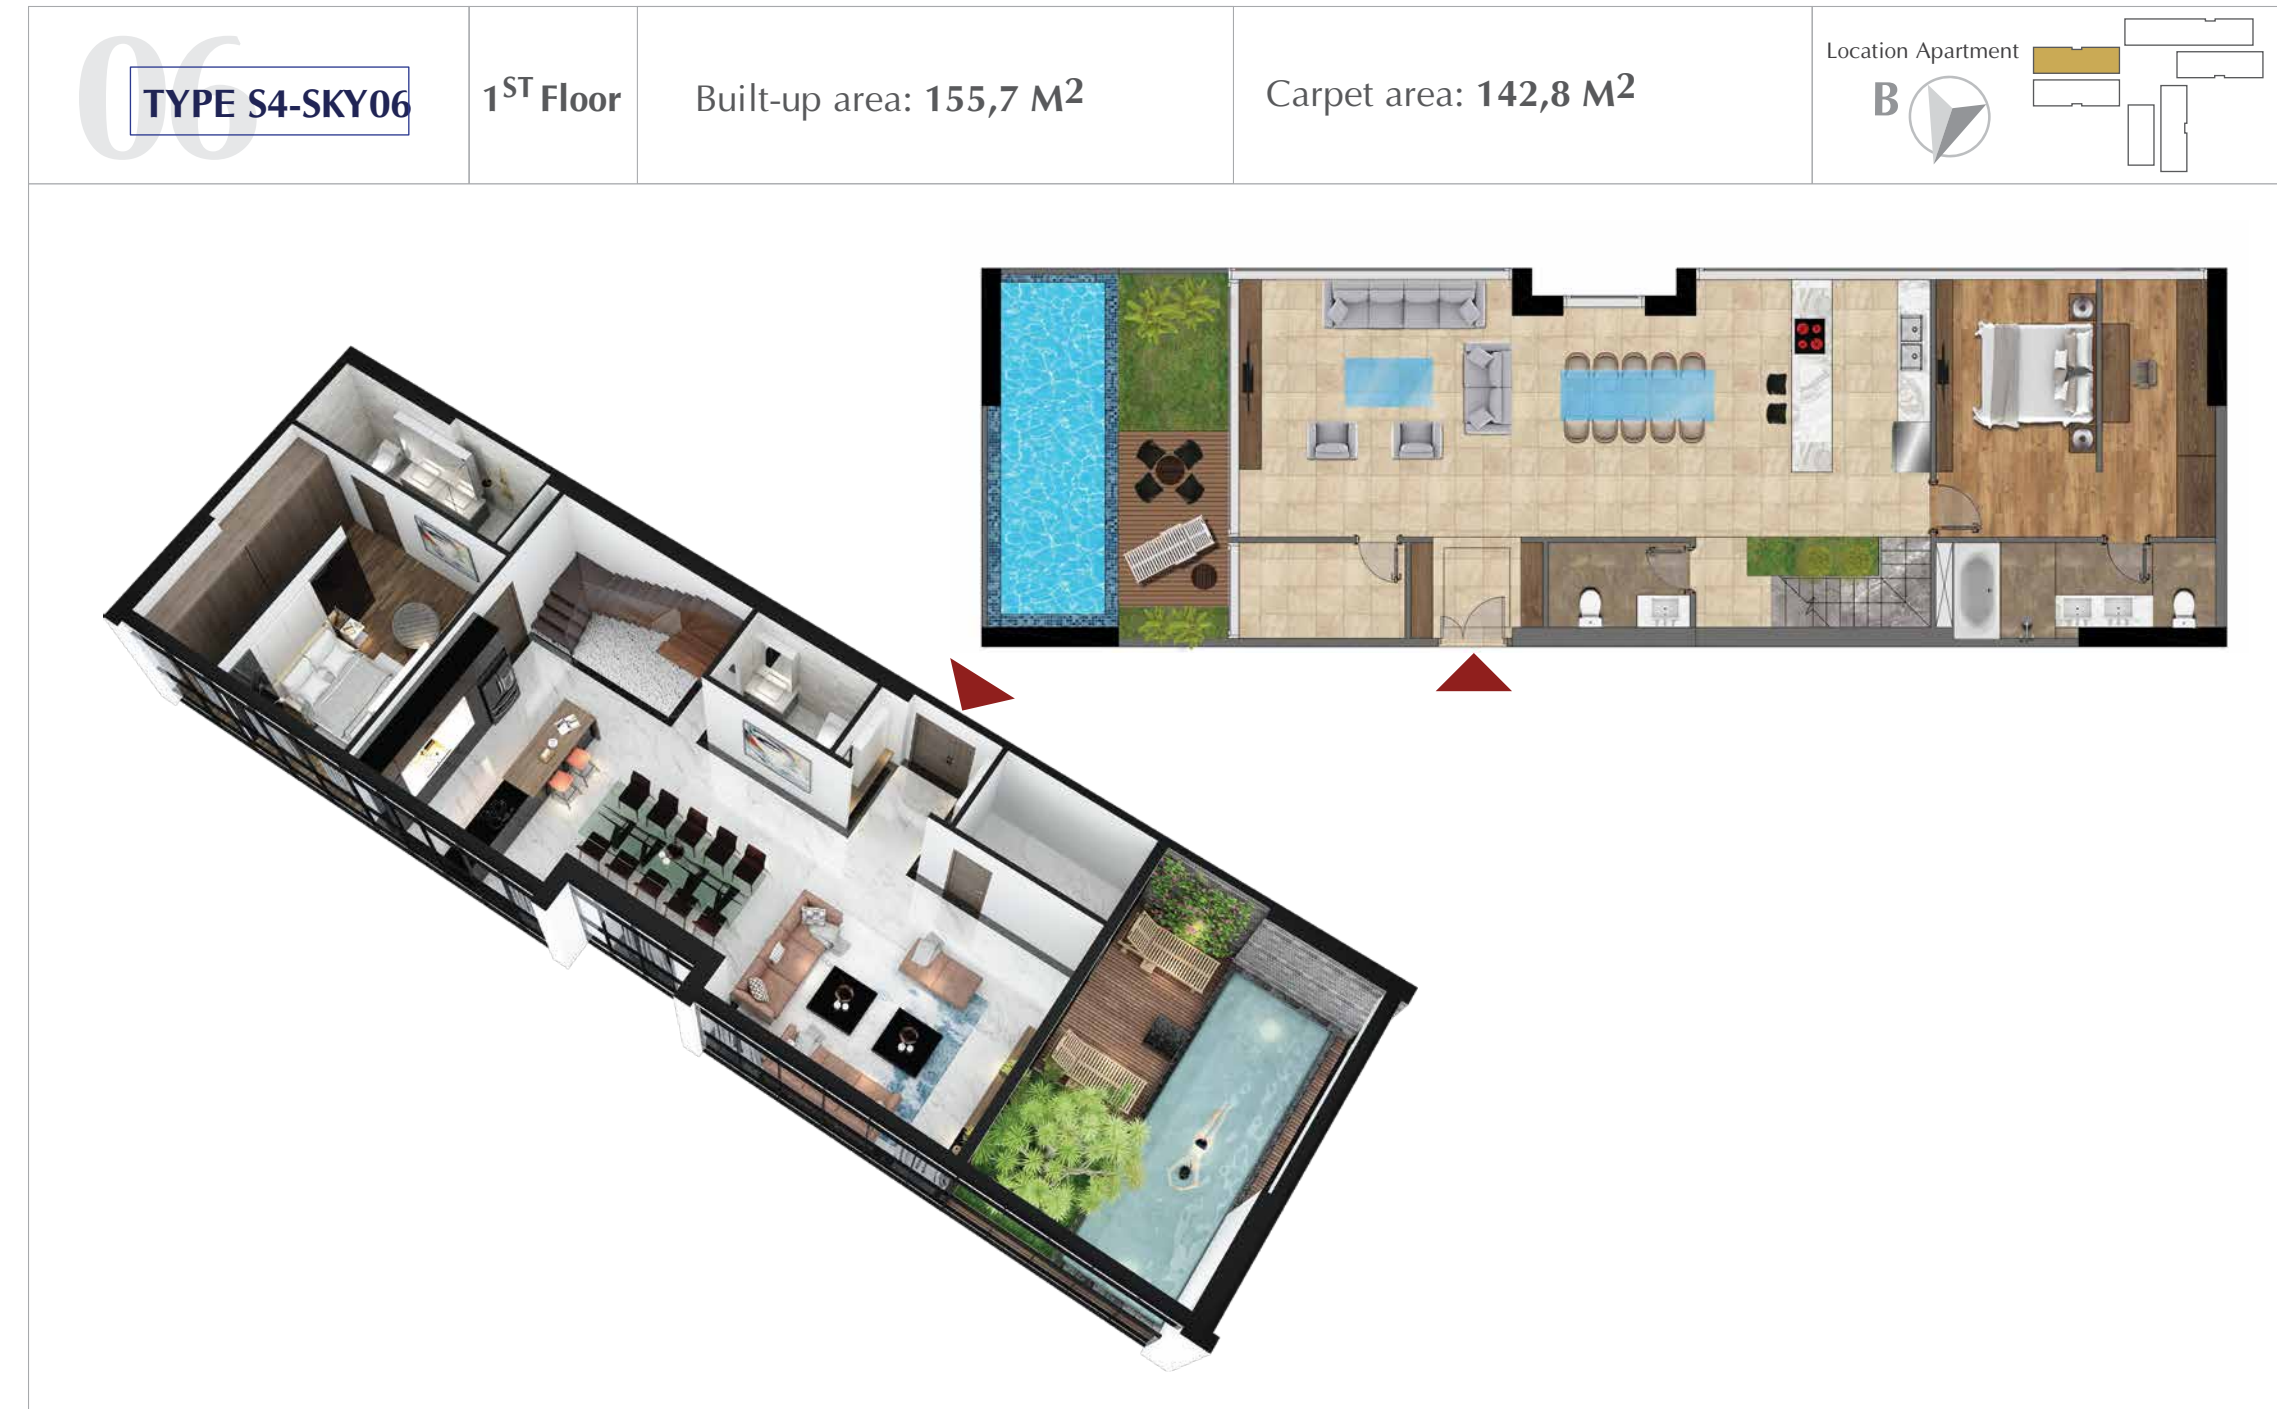 06
TYPE S4-SKY06
1ST Floor
Built-up area: 155,7 M2
Carpet area: 142,8 M2
Location Apartment
B